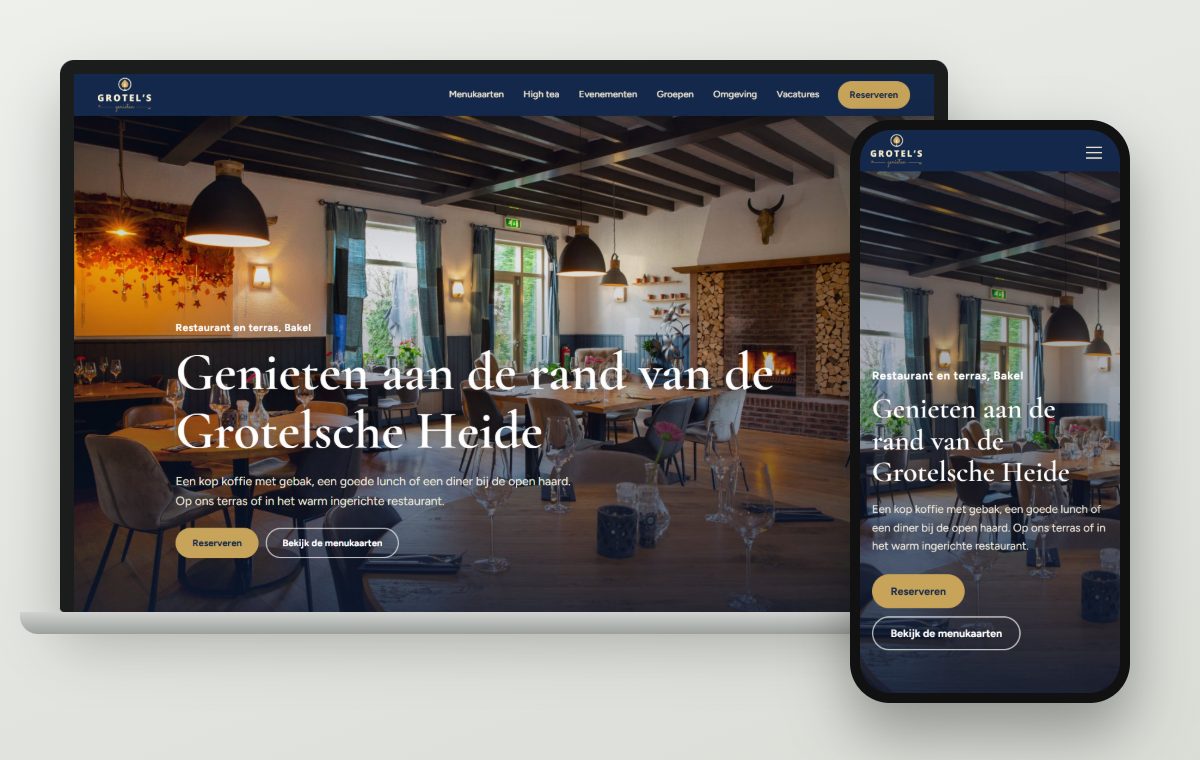 GROTEL'S
genieten
Menukaarten High tea Evenementen Groepen Omgeving Vacatures Reserveren
Restaurant en terras, Bakel
Genieten aan de rand van de
Grotelsche Heide
Een kop koffie met gebak, een goede lunch of een diner bij de open haard.
Op ons terras of in het warm ingerichte restaurant.
Reserveren Bekijk de menukaarten
GROTEL'S
genieten
Restaurant en terras, Bakel
Genieten aan de
rand van de
Grotelsche Heide
Een kop koffie met gebak, een goede lunch of
een diner bij de open haard. Op ons terras of in
het warm ingerichte restaurant.
Reserveren
Bekijk de menukaarten